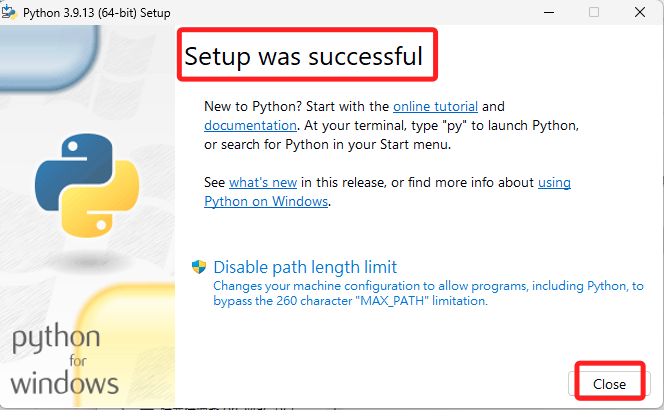 Python 3.9.13 (64-bit) Setup
Setup was successful
New to Python? Start with the online tutorial and
documentation. At your terminal, type "py" to launch Python,
or search for Python in your Start menu.
See what's new in this release, or find more info about using
Python on Windows.
Disable path length limit
Changes your machine configuration to allow programs, including Python, to
bypass the 260 character "MAX_PATH" limitation.
python
for
windows
Close